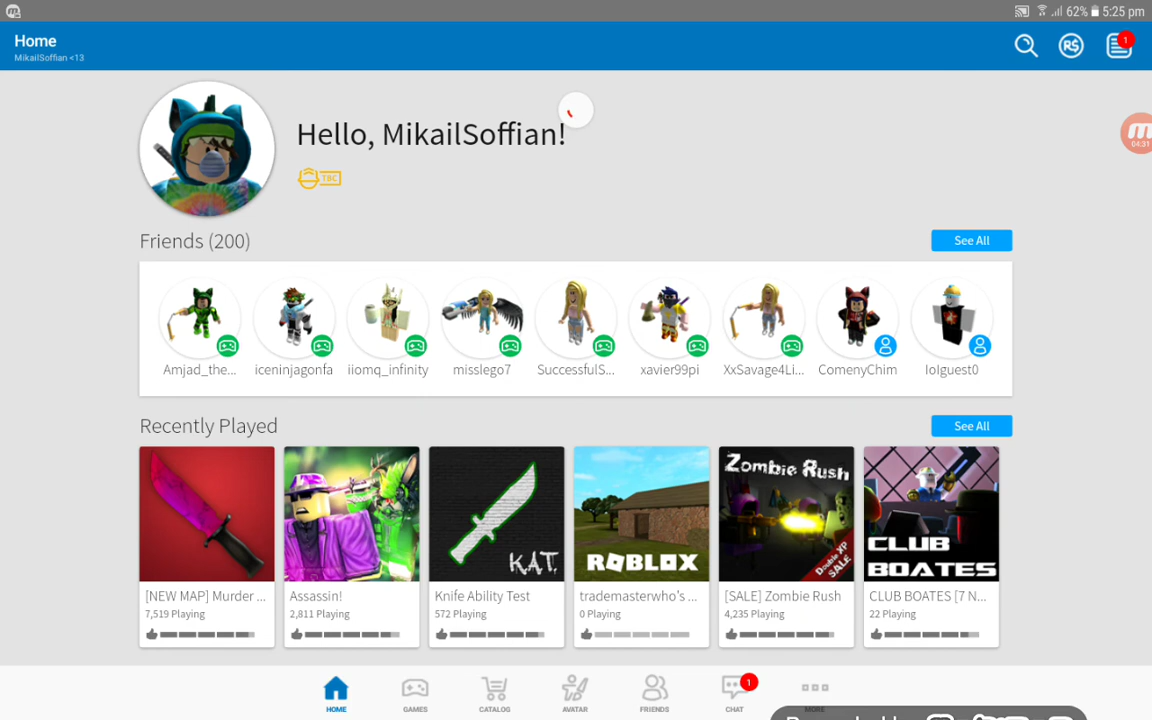 62% 5:25 pm
Home
MikailSoffian <13
R$
1
04:31
Hello, MikailSoffian!
TBC
Friends (200)
See All
Amjad_the...
iceninjagonfa
iiomq_infinity
misslego7
SuccessfulS...
xavier99pi
XxSavage4Li...
ComenyChim
Recently Played
See All
K.A.T.
ROBLOX
Zombie Rush
Double XP SALE
CLUB BOATES
[NEW MAP] Murder ...
Assassin!
Knife Ability Test
trademasterwho's ...
[SALE] Zombie Rush
CLUB BOATES [7 N...
7,519 Playing
2,811 Playing
572 Playing
0 Playing
4,235 Playing
22 Playing
1
HOME
GAMES
CATALOG
AVATAR
FRIENDS
CHAT
MORE